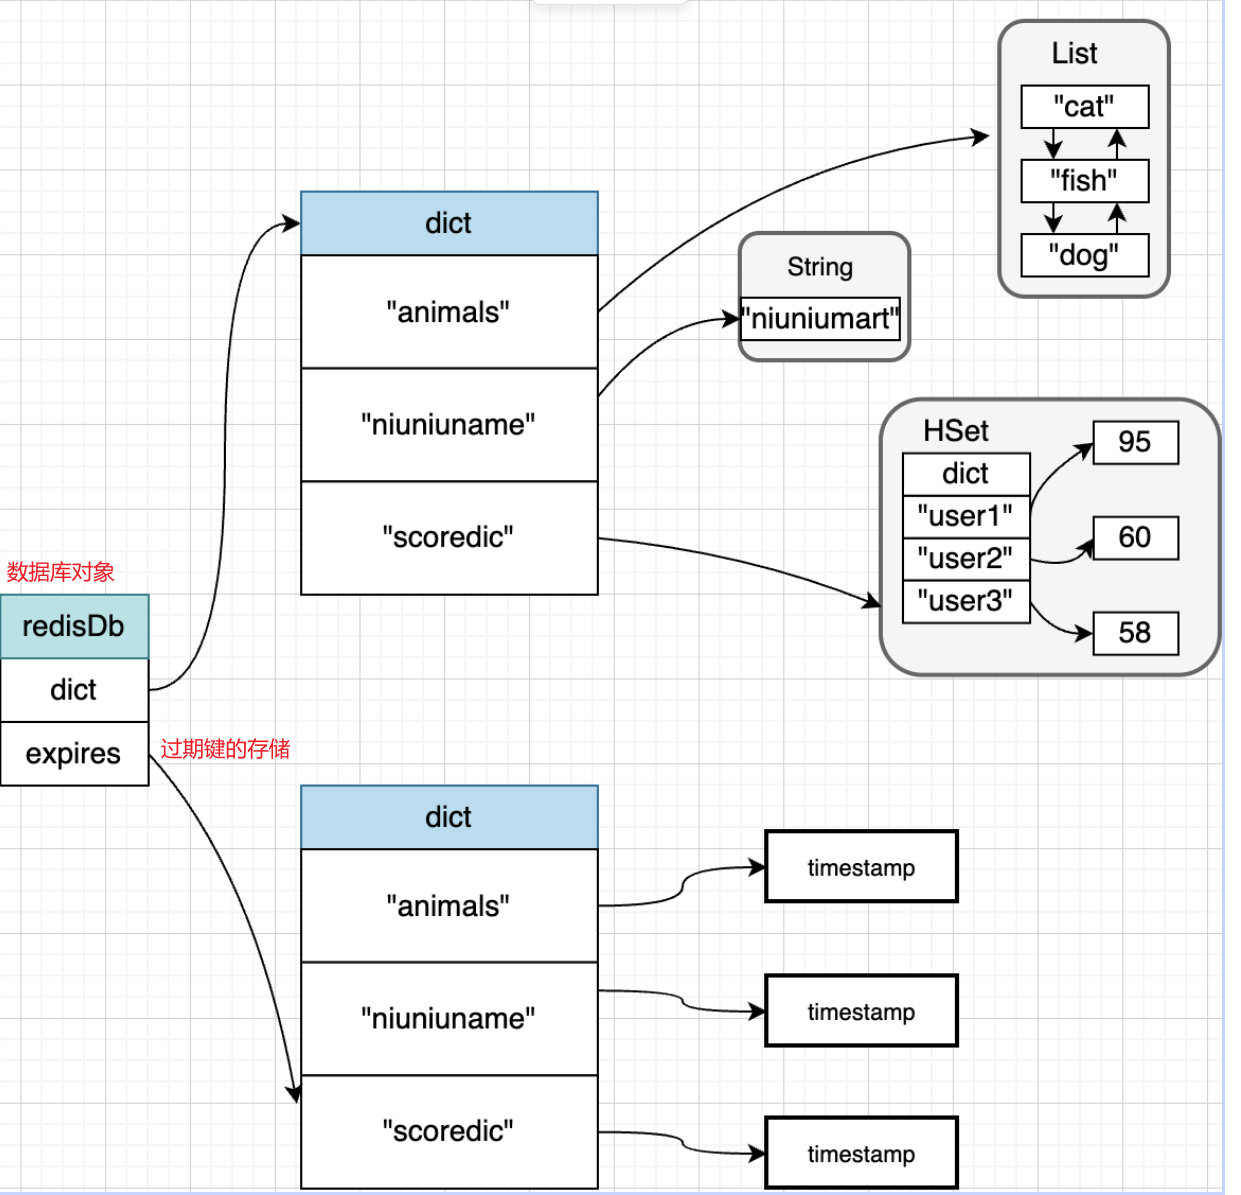 List
"cat"
"fish"
"dog"
dict
"animals"
"niuniuname"
"scoredic"
String
"niuniumart"
HSet
dict
"user1"
"user2"
"user3"
95
60
58
数据库对象
redisDb
dict
expires
过期键的存储
dict
"animals"
"niuniuname"
"scoredic"
timestamp
timestamp
timestamp